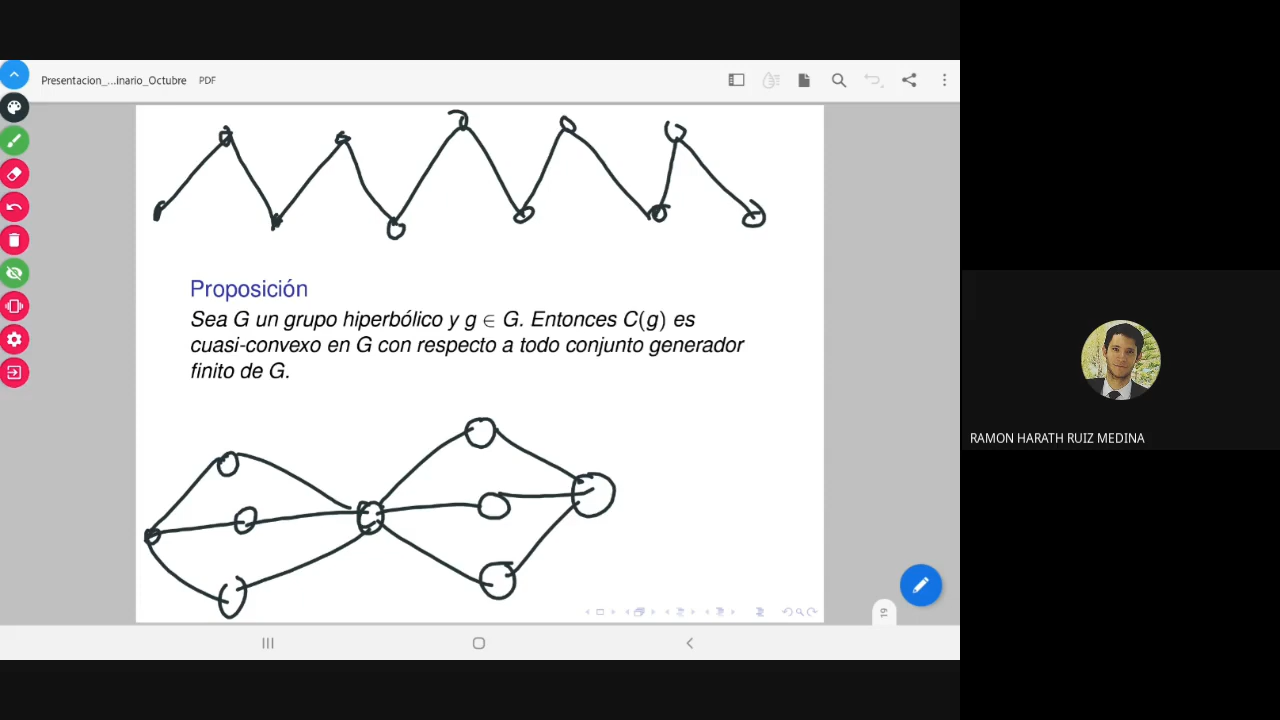 Presentacion_...inario_Octubre PDF
Proposición
Sea G un grupo hiperbólico y g ∈ G. Entonces C(g) es
cuasi-convexo en G con respecto a todo conjunto generador
finito de G.
19
RAMON HARATH RUIZ MEDINA